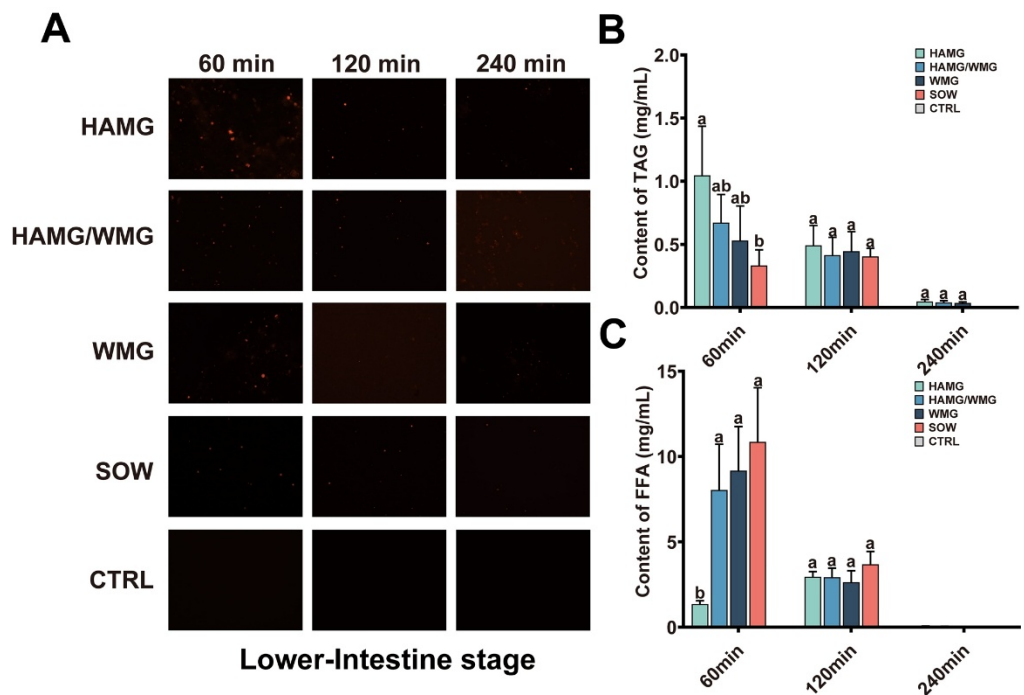 A
60 min 120 min 240 min
HAMG
HAMG/WMG
WMG
SOW
CTRL
Lower-Intestine stage
B
HAMG
HAMG/WMG
WMG
SOW
CTRL
Content of TAG (mg/mL)
2.0
1.5
1.0
0.5
0.0
a ab ab b
a a a a
a a a
60min 120min 240min
C
HAMG
HAMG/WMG
WMG
SOW
CTRL
Content of FFA (mg/mL)
15
10
5
0
b a a a
a a a a
60min 120min 240min